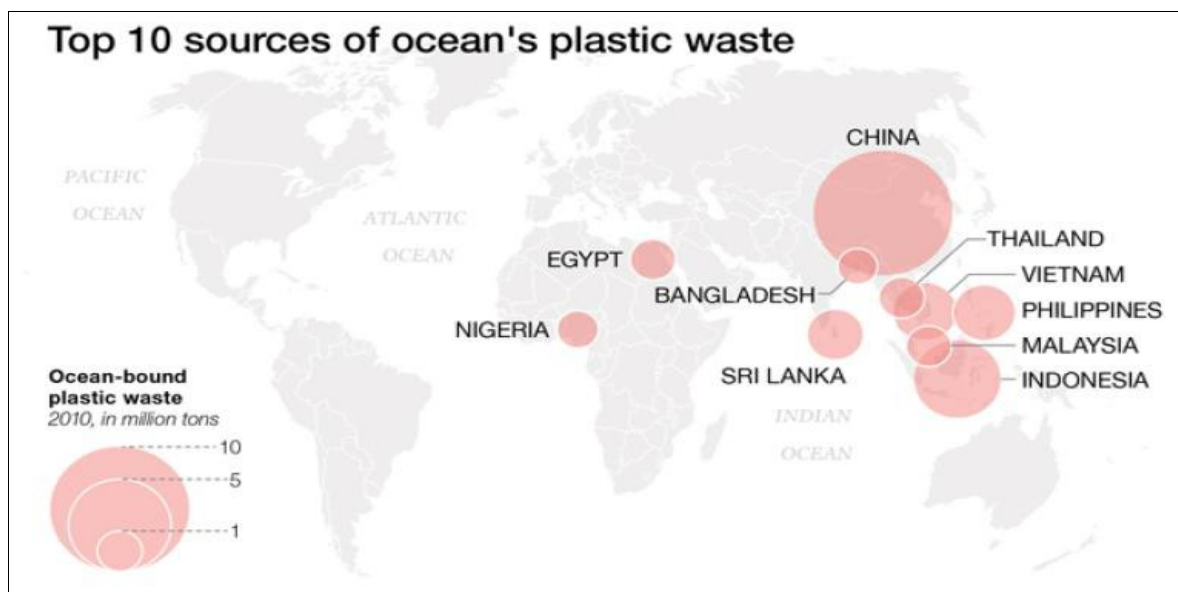 Top 10 sources of ocean's plastic waste
CHINA
PACIFIC
OCEAN
ATLANTIC
OCEAN
THAILAND
EGYPT
VIETNAM
BANGLADESH
PHILIPPINES
NIGERIA
MALAYSIA
SRI LANKA
INDONESIA
INDIAN
OCEAN
Ocean-bound
plastic waste
2010, in million tons
10
5
1